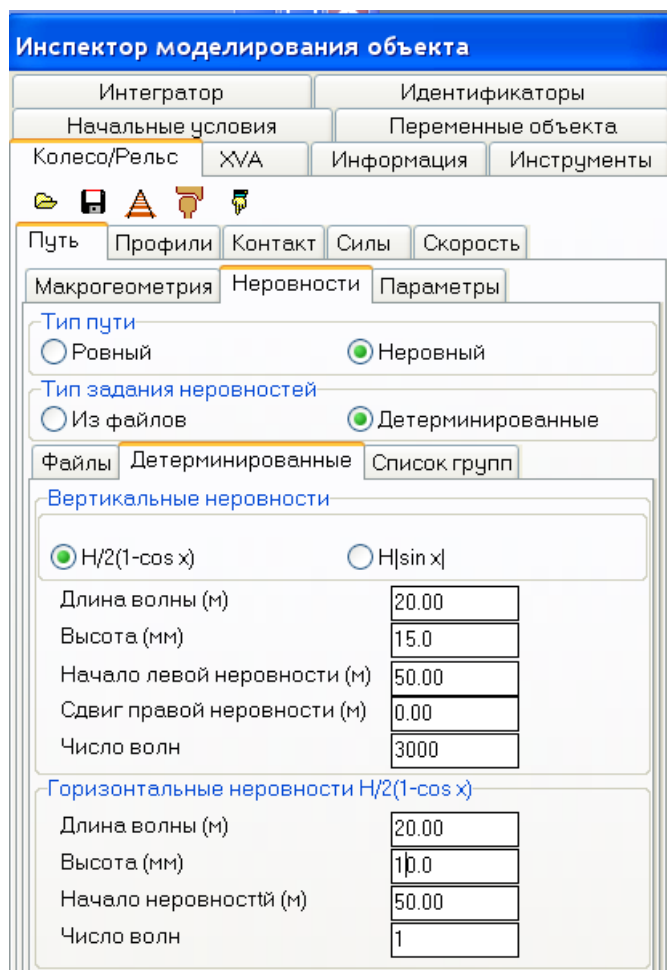 Инспектор моделирования объекта
Интегратор Идентификаторы
Начальные условия Переменные объекта
Колесо/Рельс XVA Информация Инструменты
Путь Профили Контакт Силы Скорость
Макрогеометрия Неровности Параметры
Тип пути
Ровный Неровный
Тип задания неровностей
Из файлов Детерминированные
Файлы Детерминированные Список групп
Вертикальные неровности
H/2(1-cos x) H|sin x|
Длина волны (м) 20.00
Высота (мм) 15.0
Начало левой неровности (м) 50.00
Сдвиг правой неровности (м) 0.00
Число волн 3000
Горизонтальные неровности H/2(1-cos x)
Длина волны (м) 20.00
Высота (мм) 10.0
Начало неровностtй (м) 50.00
Число волн 1